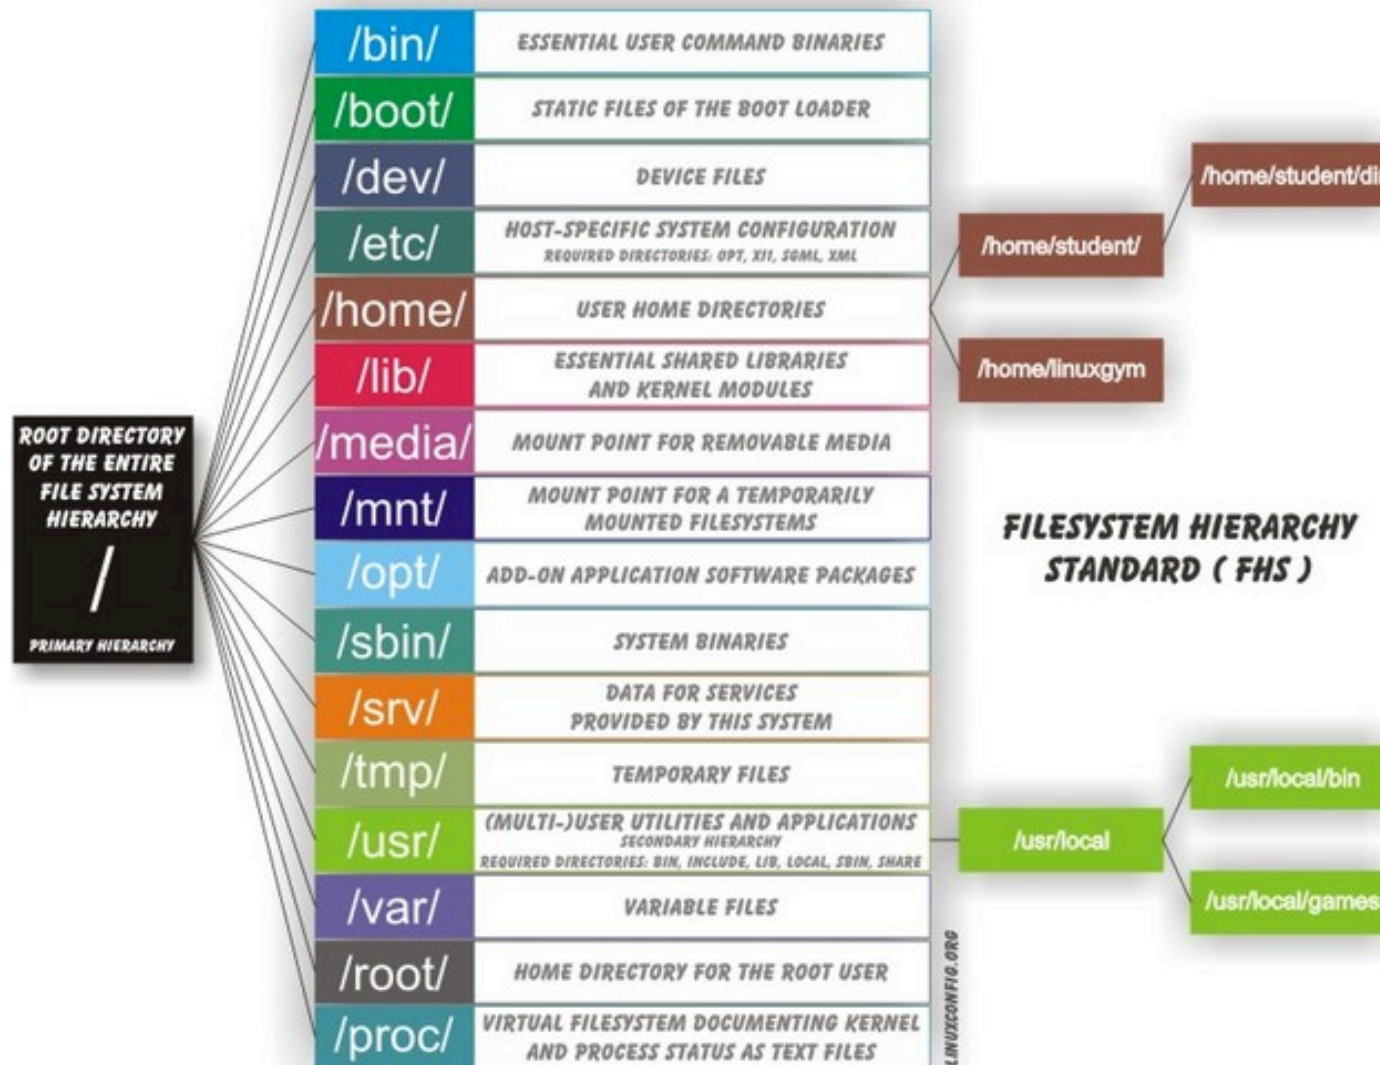 /bin/
ESSENTIAL USER COMMAND BINARIES
/boot/
STATIC FILES OF THE BOOT LOADER
/dev/
DEVICE FILES
/etc/
HOST-SPECIFIC SYSTEM CONFIGURATION
REQUIRED DIRECTORIES: OPT, X11, SGML, XML
/home/
USER HOME DIRECTORIES
/lib/
ESSENTIAL SHARED LIBRARIES
AND KERNEL MODULES
/media/
MOUNT POINT FOR REMOVABLE MEDIA
/mnt/
MOUNT POINT FOR A TEMPORARILY
MOUNTED FILESYSTEMS
/opt/
ADD-ON APPLICATION SOFTWARE PACKAGES
/sbin/
SYSTEM BINARIES
/srv/
DATA FOR SERVICES
PROVIDED BY THIS SYSTEM
/tmp/
TEMPORARY FILES
/usr/
(MULTI-)USER UTILITIES AND APPLICATIONS
SECONDARY HIERARCHY
REQUIRED DIRECTORIES: BIN, INCLUDE, LIB, LOCAL, SBIN, SHARE
/var/
VARIABLE FILES
/root/
HOME DIRECTORY FOR THE ROOT USER
/proc/
VIRTUAL FILESYSTEM DOCUMENTING KERNEL
AND PROCESS STATUS AS TEXT FILES
ROOT DIRECTORY
OF THE ENTIRE
FILE SYSTEM
HIERARCHY
/
PRIMARY HIERARCHY
/home/student/dir
/home/student/
/home/linuxgym
FILESYSTEM HIERARCHY
STANDARD ( FHS )
/usr/local/bin
/usr/local
/usr/local/games
LINUXCONFIG.ORG